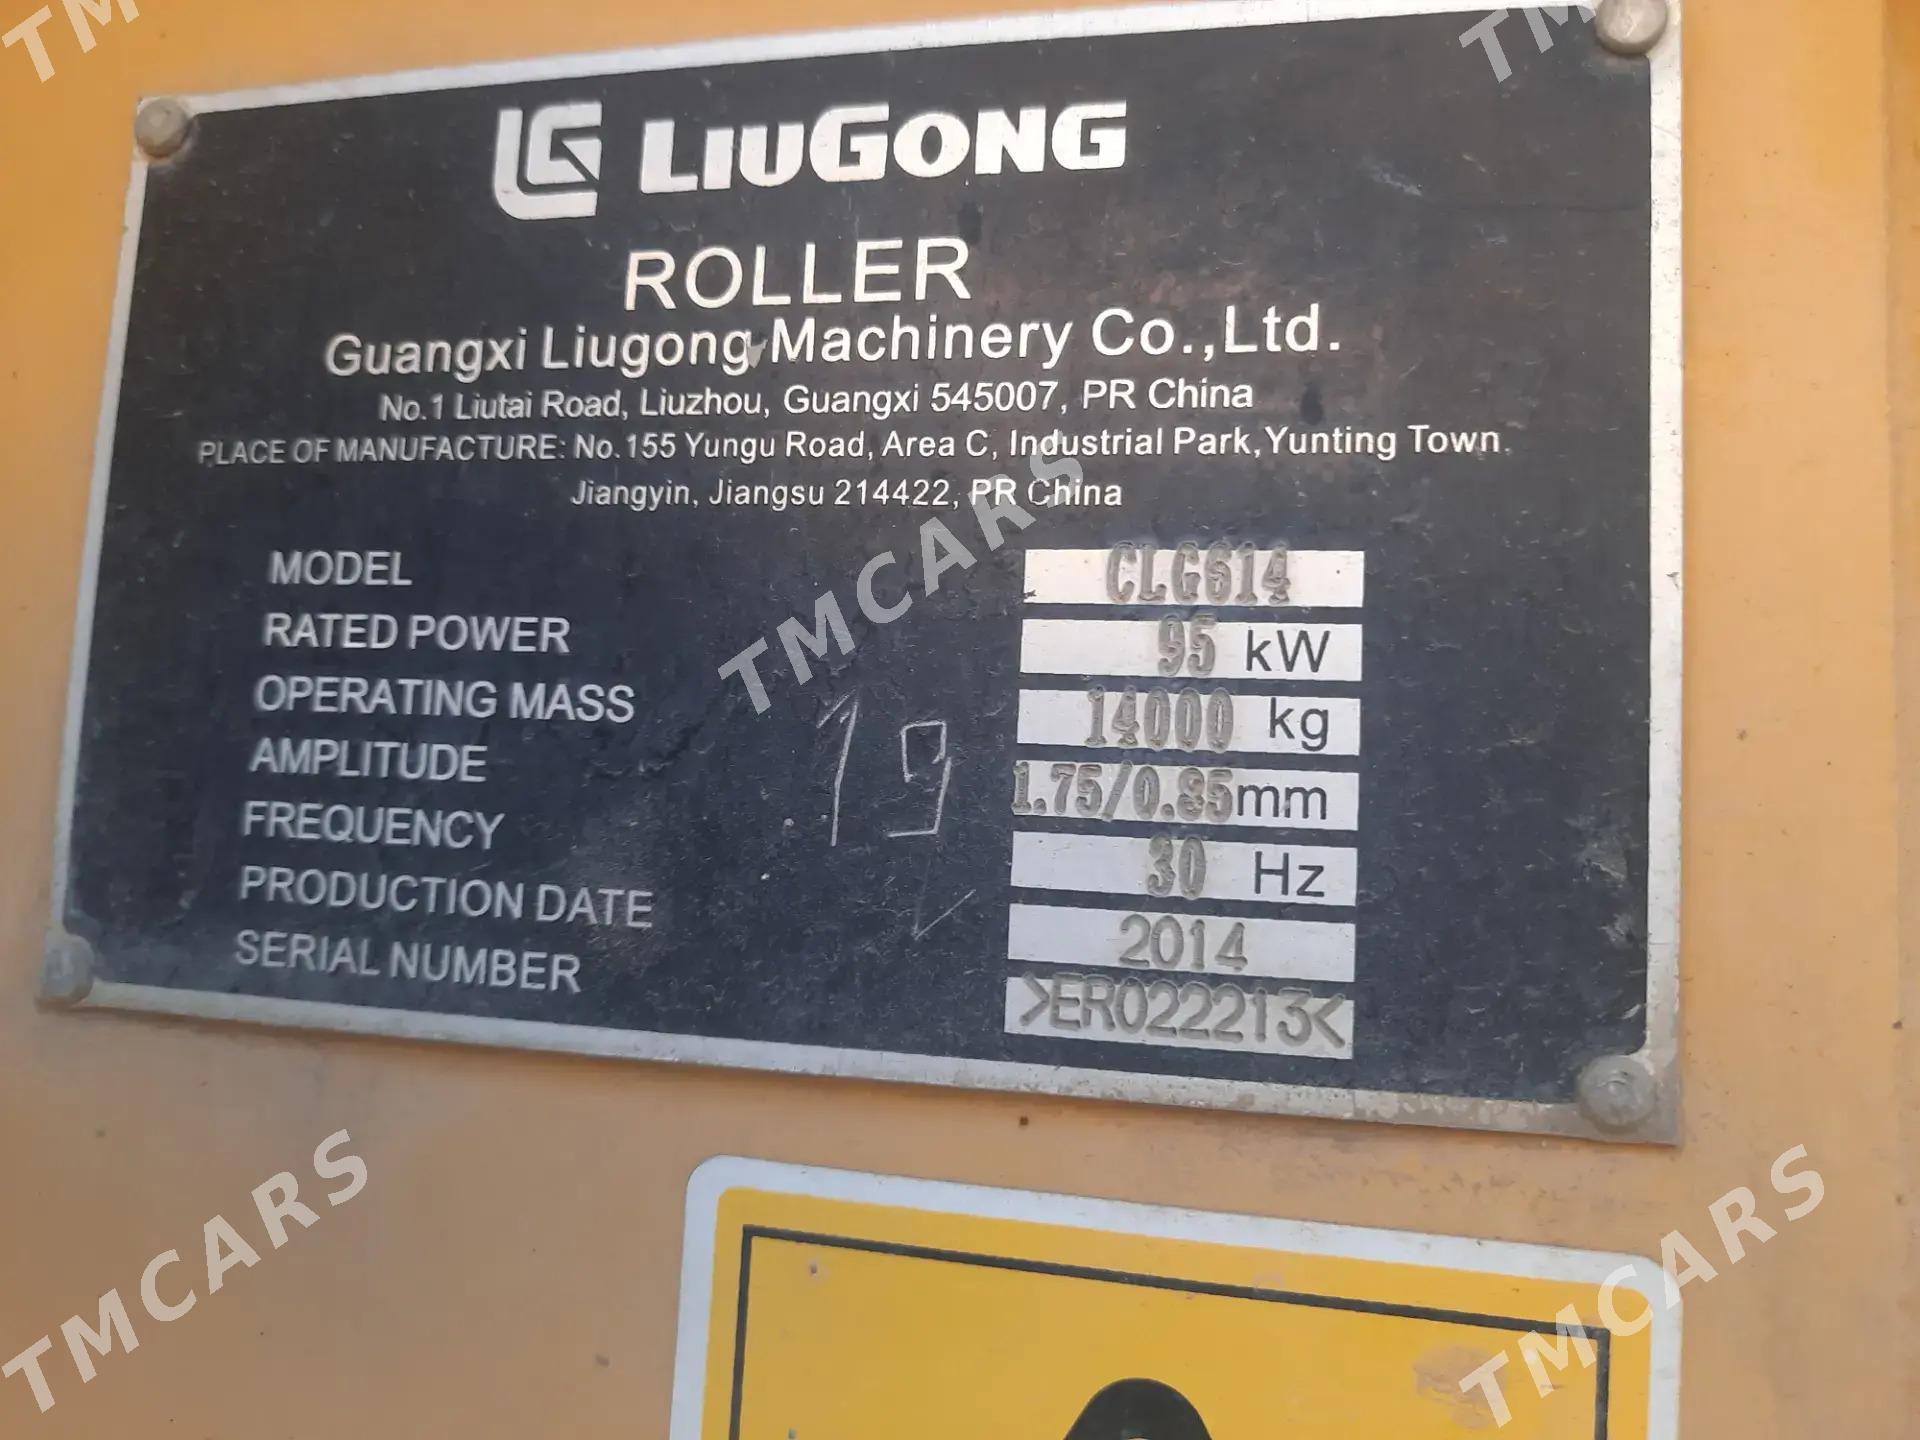 LG LIUGONG
ROLLER
Guangxi Liugong Machinery Co.,Ltd.
No.1 Liutai Road, Liuzhou, Guangxi 545007, PR China
PLACE OF MANUFACTURE: No.155 Yungu Road, Area C, Industrial Park, Yunting Town.
Jiangyin, Jiangsu 214422, PR China
MODEL CLG614
RATED POWER 95 kW
OPERATING MASS 14000 kg
AMPLITUDE 1.75/0.85mm
FREQUENCY 30 Hz
PRODUCTION DATE 2014
SERIAL NUMBER >ER022213<
19
TMCARS
TMCARS
TMCARS